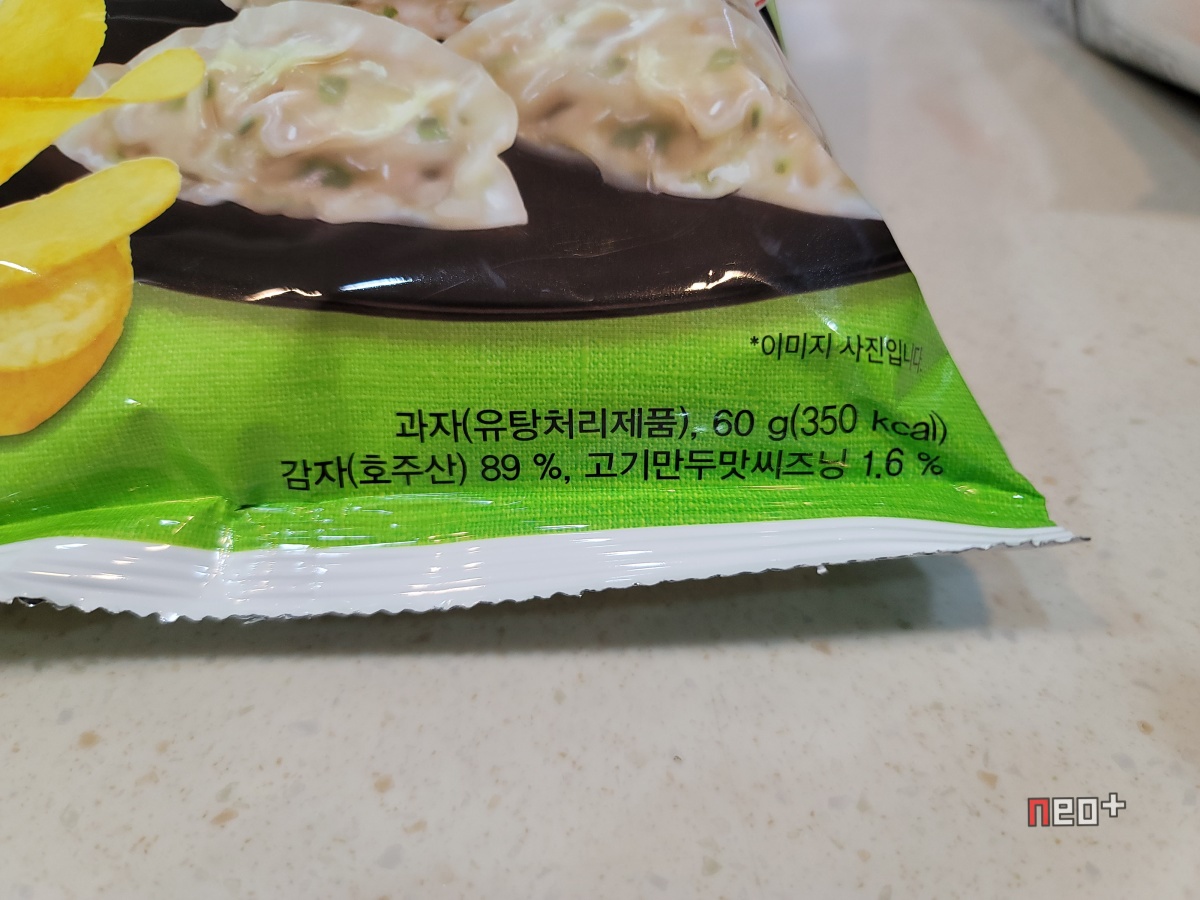 *이미지 사진입니다.
과자(유탕처리제품), 60 g(350 kcal)
감자(호주산) 89 %, 고기만두맛씨즈닝 1.6 %
neo+